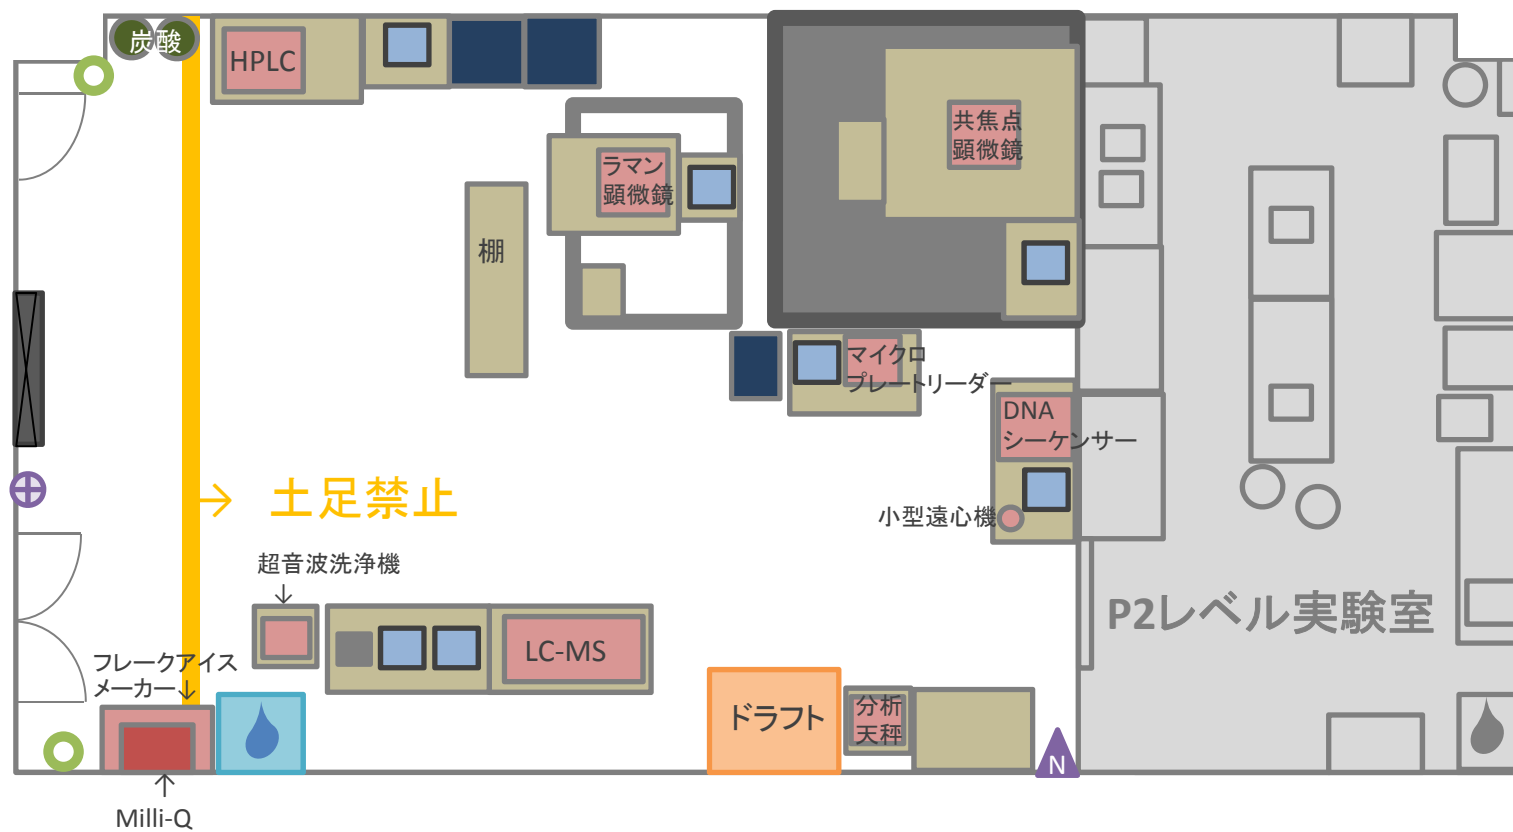 炭酸
HPLC
共焦点
顕微鏡
ラマン
顕微鏡
棚
マイクロ
プレートリーダー
DNA
シーケンサー
土足禁止
小型遠心機
超音波洗浄機
P2レベル実験室
LC-MS
フレークアイス
メーカー
ドラフト
分析
天秤
N
Milli-Q